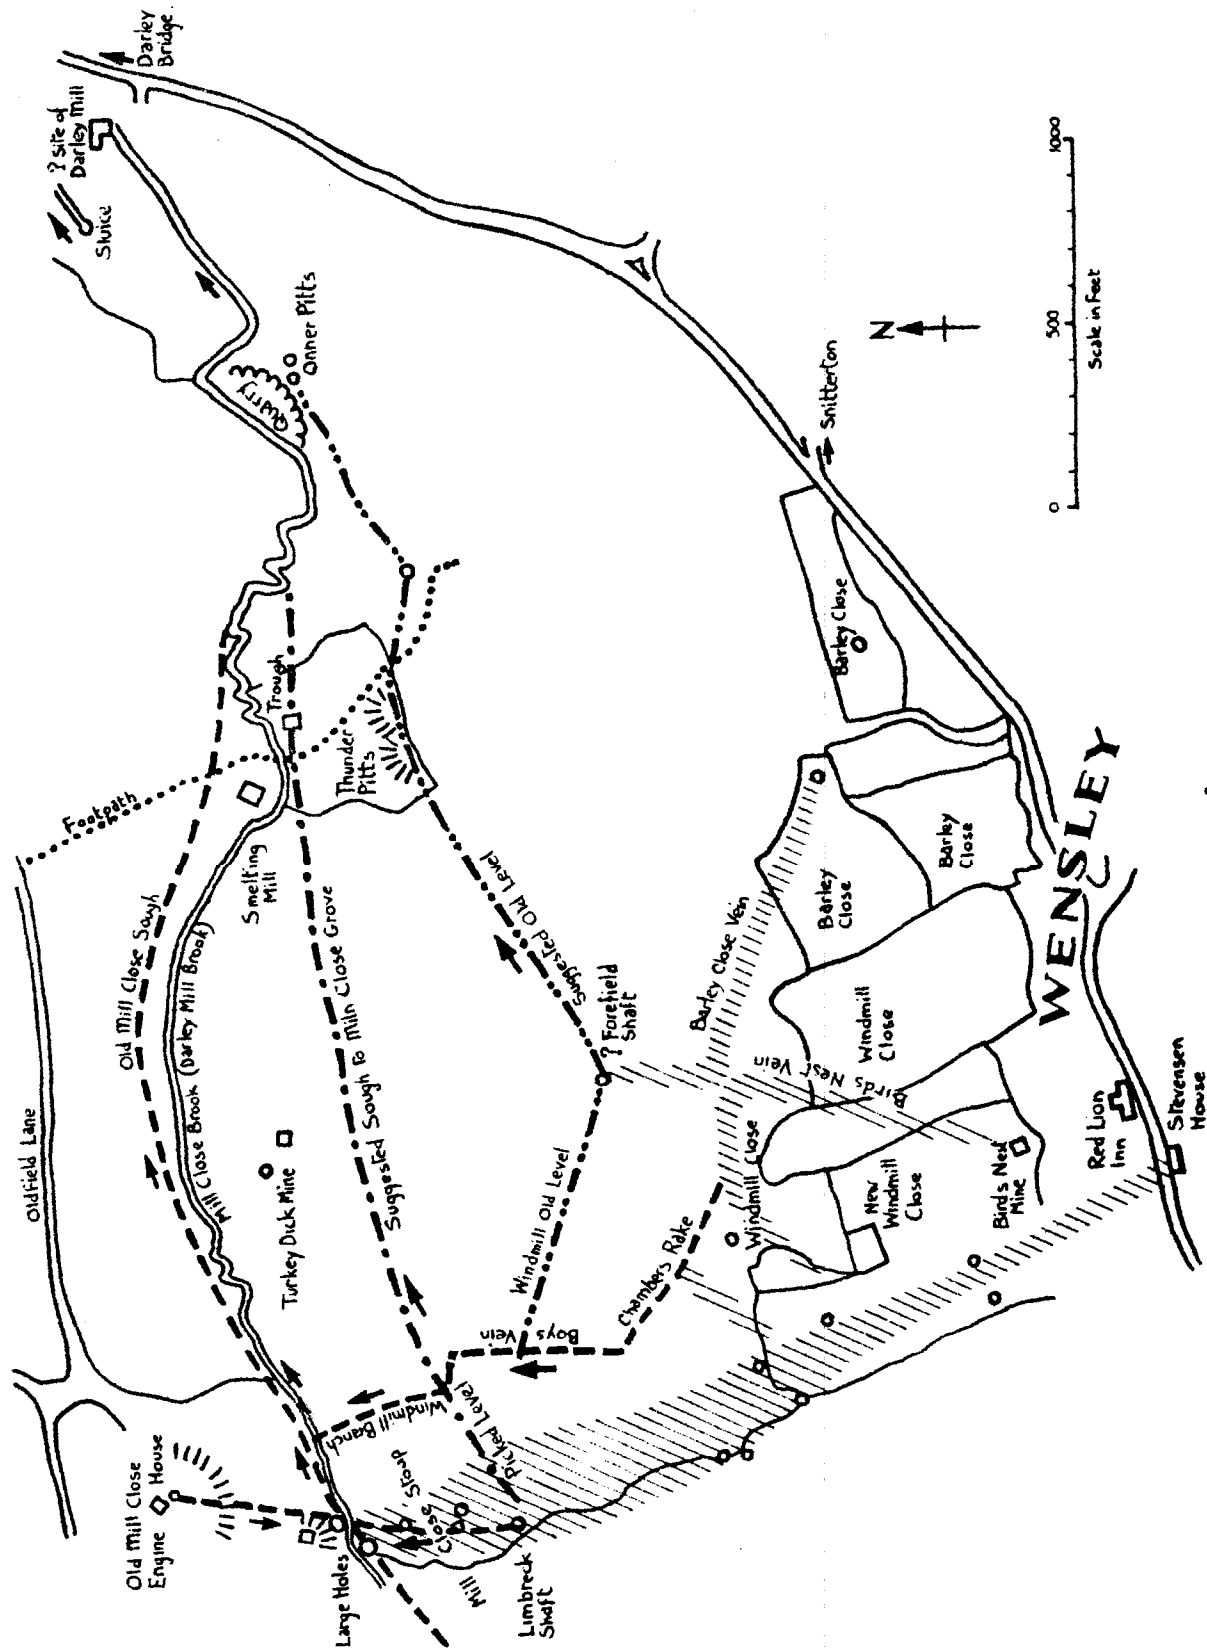 Old Mill Close
Engine House
Oldfield Lane
Footpath
Sluice
? Site of
Darley Mill
Darley
Bridge
Large Holes
Mill Close Brook (Darley Mill Brook)
Old Mill Close Sough
Smelting
Mill
Trough
Quarry
Onner Pitts
Turkey Dick Mine
Suggested Sough to Miln Close Grove
Thunder
Pitts
Windmill Branch
Mill Close Stoup
Picked Level
Limbreck
Shaft
Boys Vein
Windmill Old Level
Suggested Old Level
? Forefield
Shaft
Chambers Rake
Barley Close Vein
Birds Nest Vein
Windmill Close
New
Windmill
Close
Windmill
Close
Barley
Close
Barley
Close
Barley Close
Snitterton
Birds Nest
Mine
Red Lion
Inn
Stevensen
House
WENSLEY
N
0 500 1000
Scale in Feet